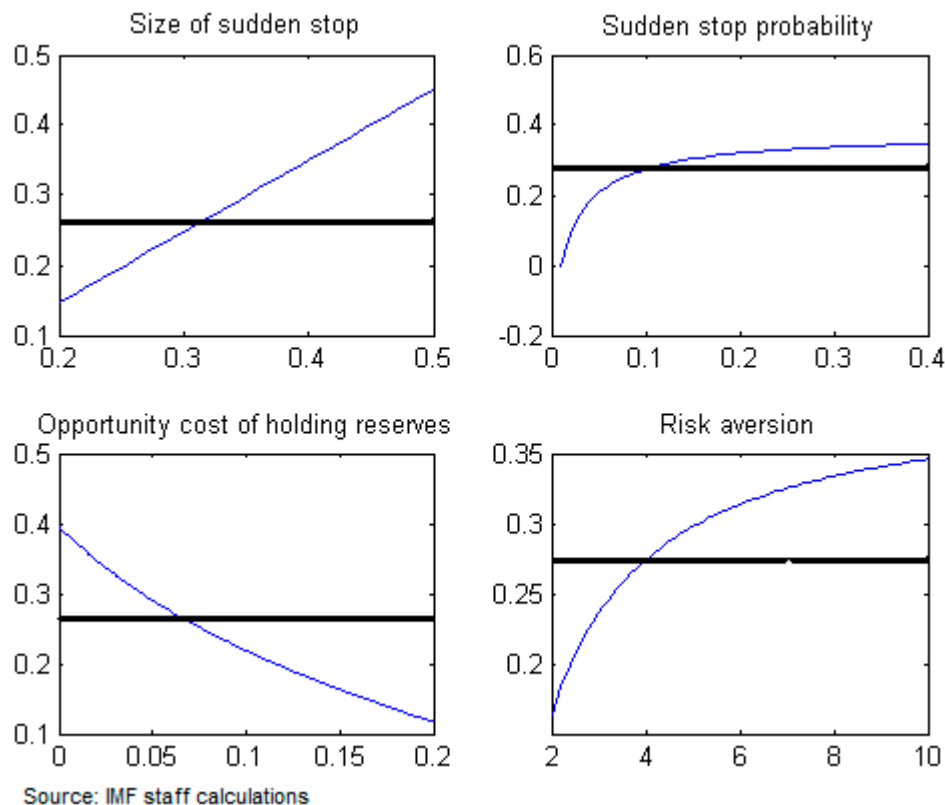 Size of sudden stop
0.5
0.4
0.3
0.2
0.1
0.2 0.3 0.4 0.5
Sudden stop probability
0.6
0.4
0.2
0
-0.2
0 0.1 0.2 0.3 0.4
Opportunity cost of holding reserves
0.5
0.4
0.3
0.2
0.1
0 0.05 0.1 0.15 0.2
Risk aversion
0.35
0.3
0.25
0.2
2 4 6 8 10
Source: IMF staff calculations